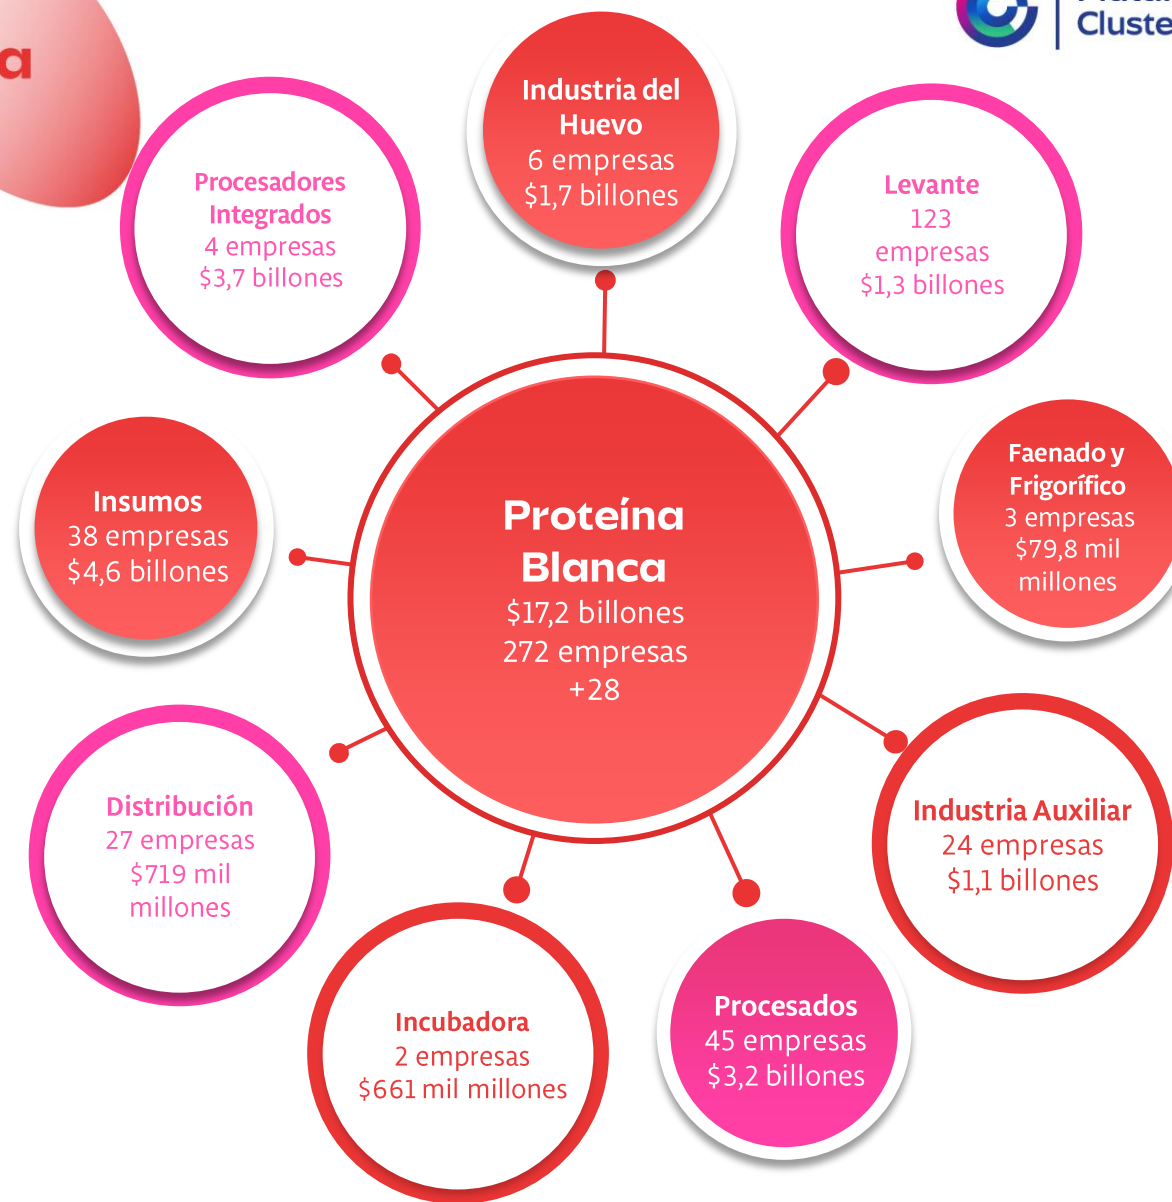 a
Cluste
Industria del
Huevo
6 empresas
$1,7 billones
Procesadores
Integrados
4 empresas
$3,7 billones
Levante
123
empresas
$1,3 billones
Insumos
38 empresas
$4,6 billones
Proteína
Blanca
$17,2 billones
272 empresas
+28
Faenado y
Frigorífico
3 empresas
$79,8 mil
millones
Distribución
27 empresas
$719 mil
millones
Industria Auxiliar
24 empresas
$1,1 billones
Incubadora
2 empresas
$661 mil millones
Procesados
45 empresas
$3,2 billones